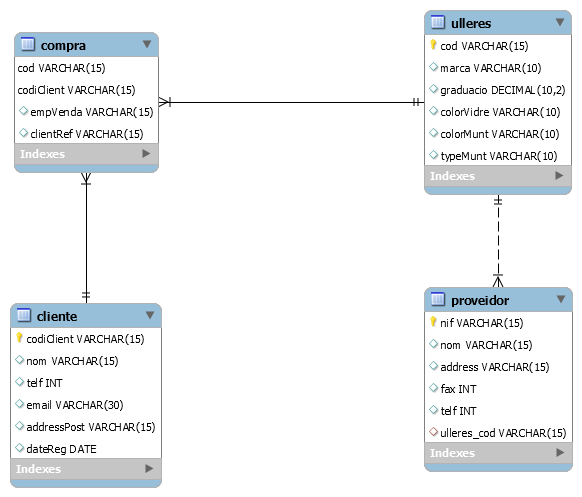 compra
cod VARCHAR(15)
codiClient VARCHAR(15)
empVenda VARCHAR(15)
clientRef VARCHAR(15)
Indexes
ulleres
cod VARCHAR(15)
marca VARCHAR(10)
graduacio DECIMAL(10,2)
colorVidre VARCHAR(10)
colorMunt VARCHAR(10)
typeMunt VARCHAR(10)
Indexes
cliente
codiClient VARCHAR(15)
nom VARCHAR(15)
telf INT
email VARCHAR(30)
addressPost VARCHAR(15)
dateReg DATE
Indexes
proveidor
nif VARCHAR(15)
nom VARCHAR(15)
address VARCHAR(15)
fax INT
telf INT
ulleres_cod VARCHAR(15)
Indexes